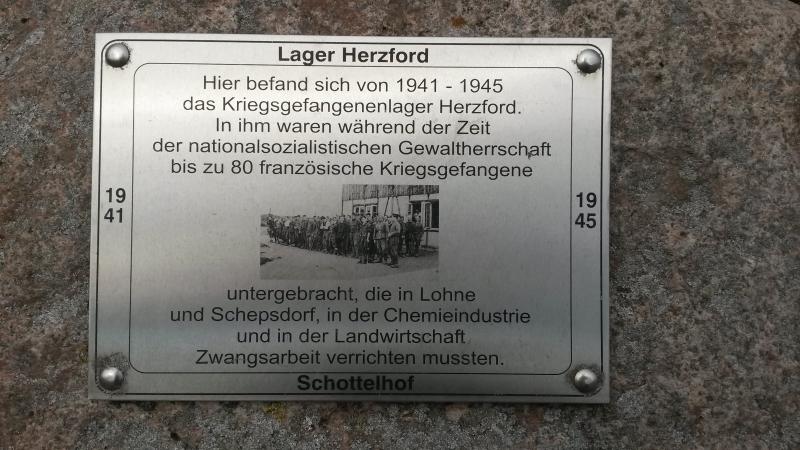 Lager Herzford
Hier befand sich von 1941 - 1945
das Kriegsgefangenenlager Herzford.
In ihm waren während der Zeit
der nationalsozialistischen Gewaltherrschaft
bis zu 80 französische Kriegsgefangene
19
41
19
45
untergebracht, die in Lohne
und Schepsdorf, in der Chemieindustrie
und in der Landwirtschaft
Zwangsarbeit verrichten mussten.
Schottelhof